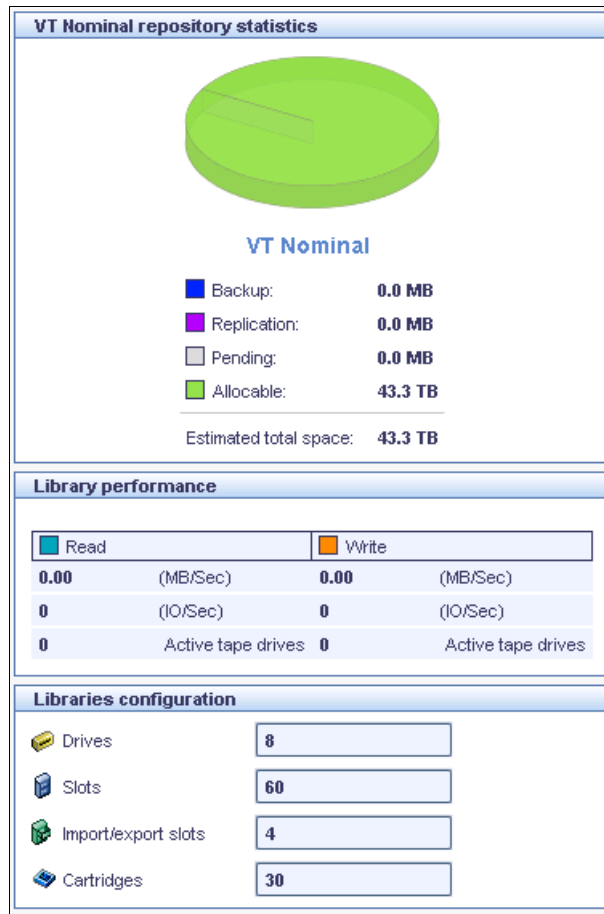 VT Nominal repository statistics
VT Nominal
Backup: 0.0 MB
Replication: 0.0 MB
Pending: 0.0 MB
Allocable: 43.3 TB
Estimated total space: 43.3 TB
Library performance
Read Write
0.00 (MB/Sec) 0.00 (MB/Sec)
0 (IO/Sec) 0 (IO/Sec)
0 Active tape drives 0 Active tape drives
Libraries configuration
Drives 8
Slots 60
Import/export slots 4
Cartridges 30